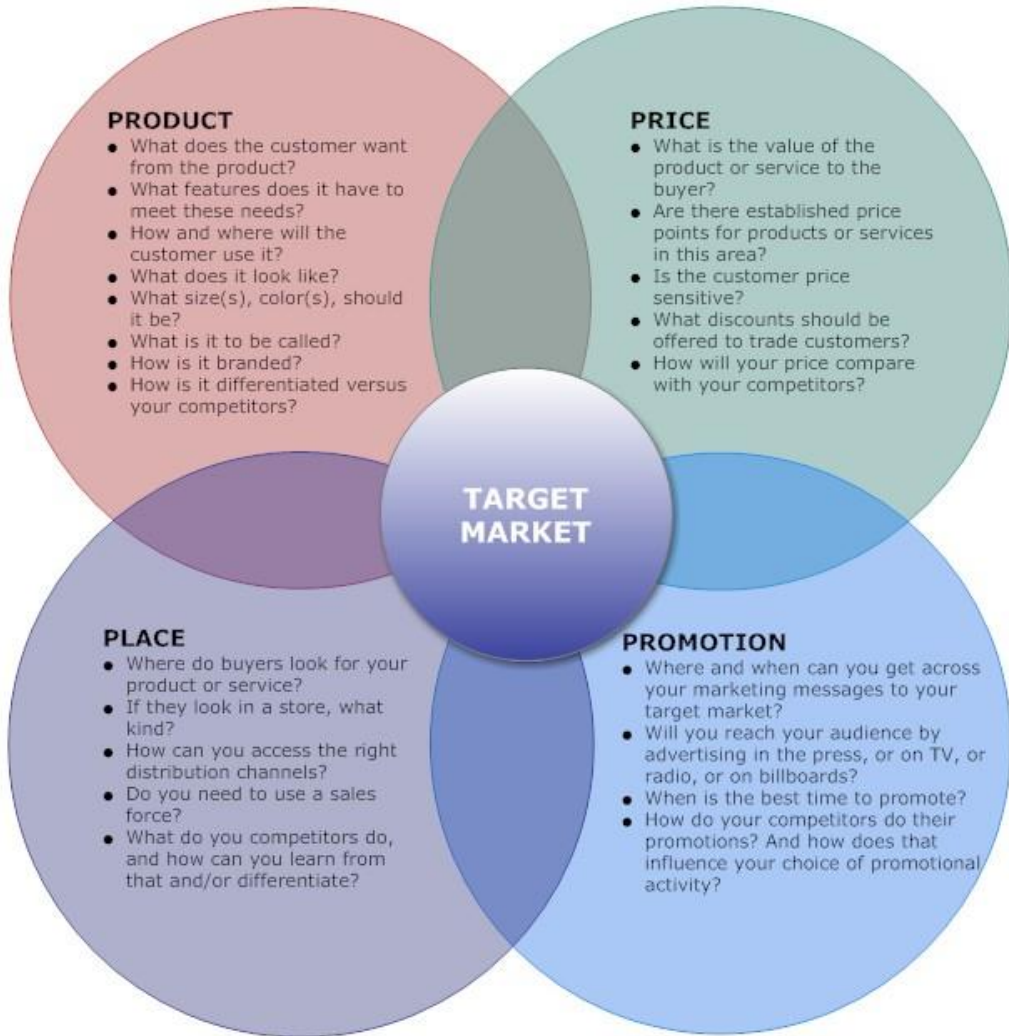 PRODUCT
● What does the customer want
from the product?
● What features does it have to
meet these needs?
● How and where will the
customer use it?
● What does it look like?
● What size(s), color(s), should
it be?
● What is it to be called?
● How is it branded?
● How is it differentiated versus
your competitors?
PRICE
● What is the value of the
product or service to the
buyer?
● Are there established price
points for products or services
in this area?
● Is the customer price
sensitive?
● What discounts should be
offered to trade customers?
● How will your price compare
with your competitors?
TARGET
MARKET
PLACE
● Where do buyers look for your
product or service?
● If they look in a store, what
kind?
● How can you access the right
distribution channels?
● Do you need to use a sales
force?
● What do you competitors do,
and how can you learn from
that and/or differentiate?
PROMOTION
● Where and when can you get across
your marketing messages to your
target market?
● Will you reach your audience by
advertising in the press, or on TV, or
radio, or on billboards?
● When is the best time to promote?
● How do your competitors do their
promotions? And how does that
influence your choice of promotional
activity?